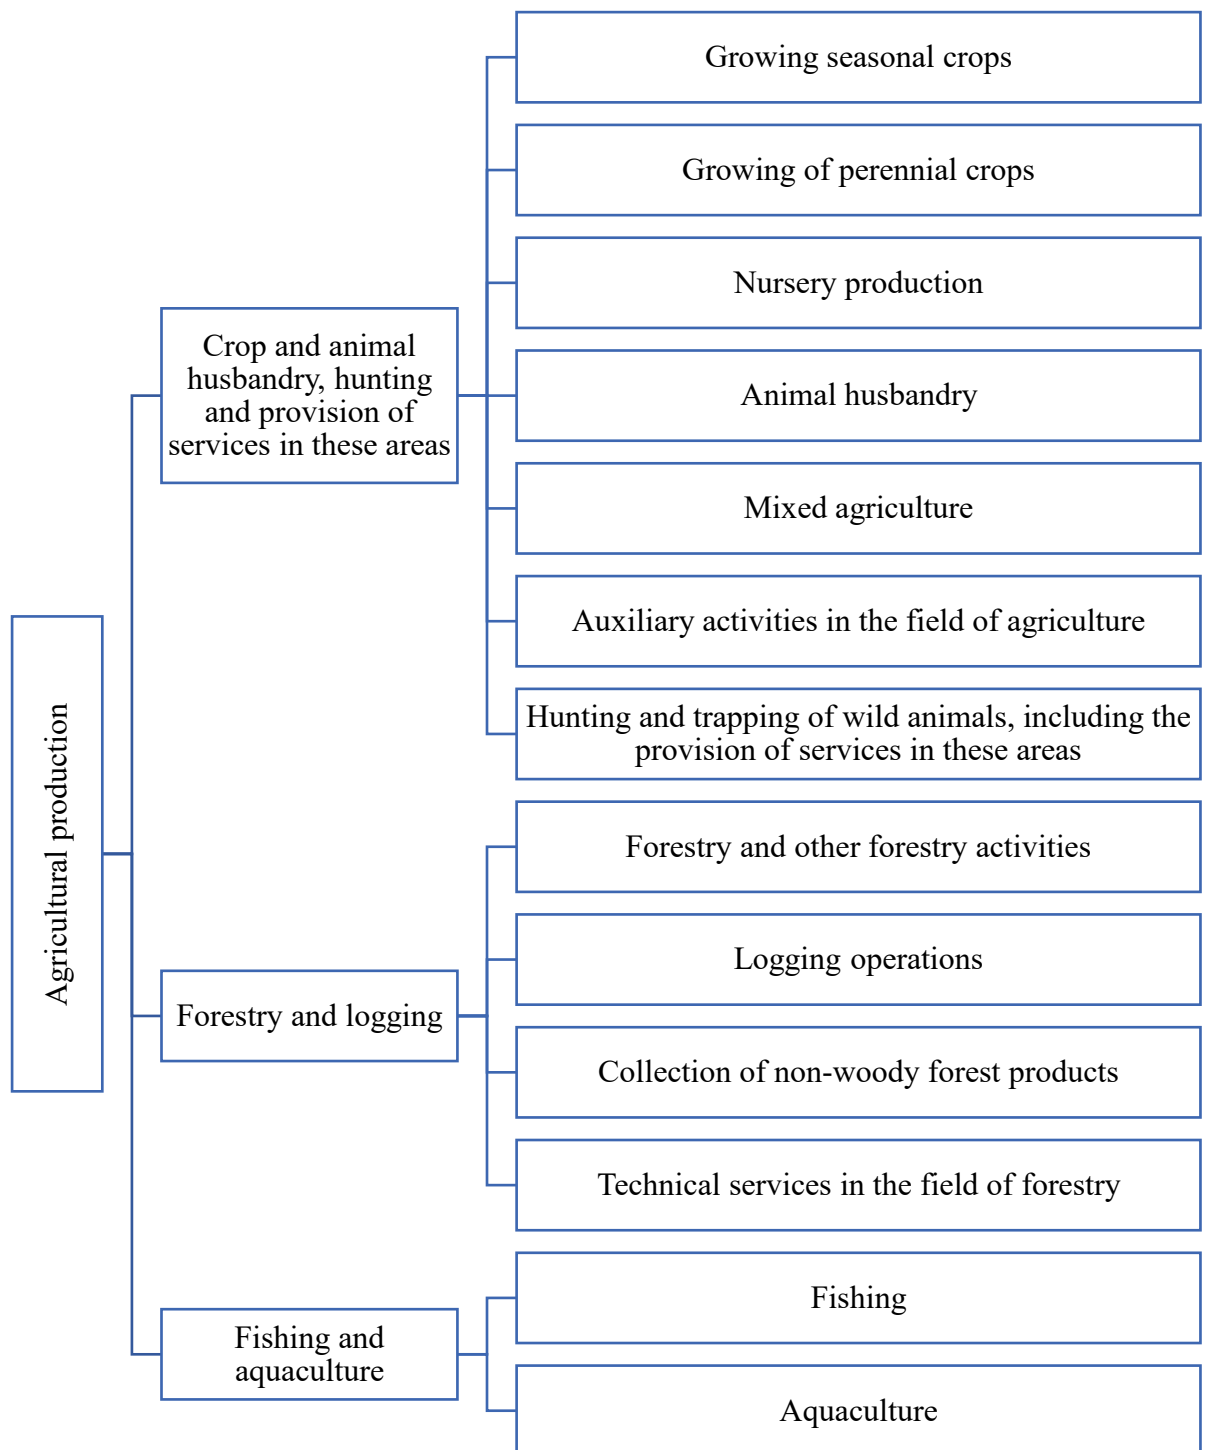 Agricultural production
Crop and animal
husbandry, hunting
and provision of
services in these areas
Growing seasonal crops
Growing of perennial crops
Nursery production
Animal husbandry
Mixed agriculture
Auxiliary activities in the field of agriculture
Hunting and trapping of wild animals, including the
provision of services in these areas
Forestry and logging
Forestry and other forestry activities
Logging operations
Collection of non-woody forest products
Technical services in the field of forestry
Fishing and
aquaculture
Fishing
Aquaculture